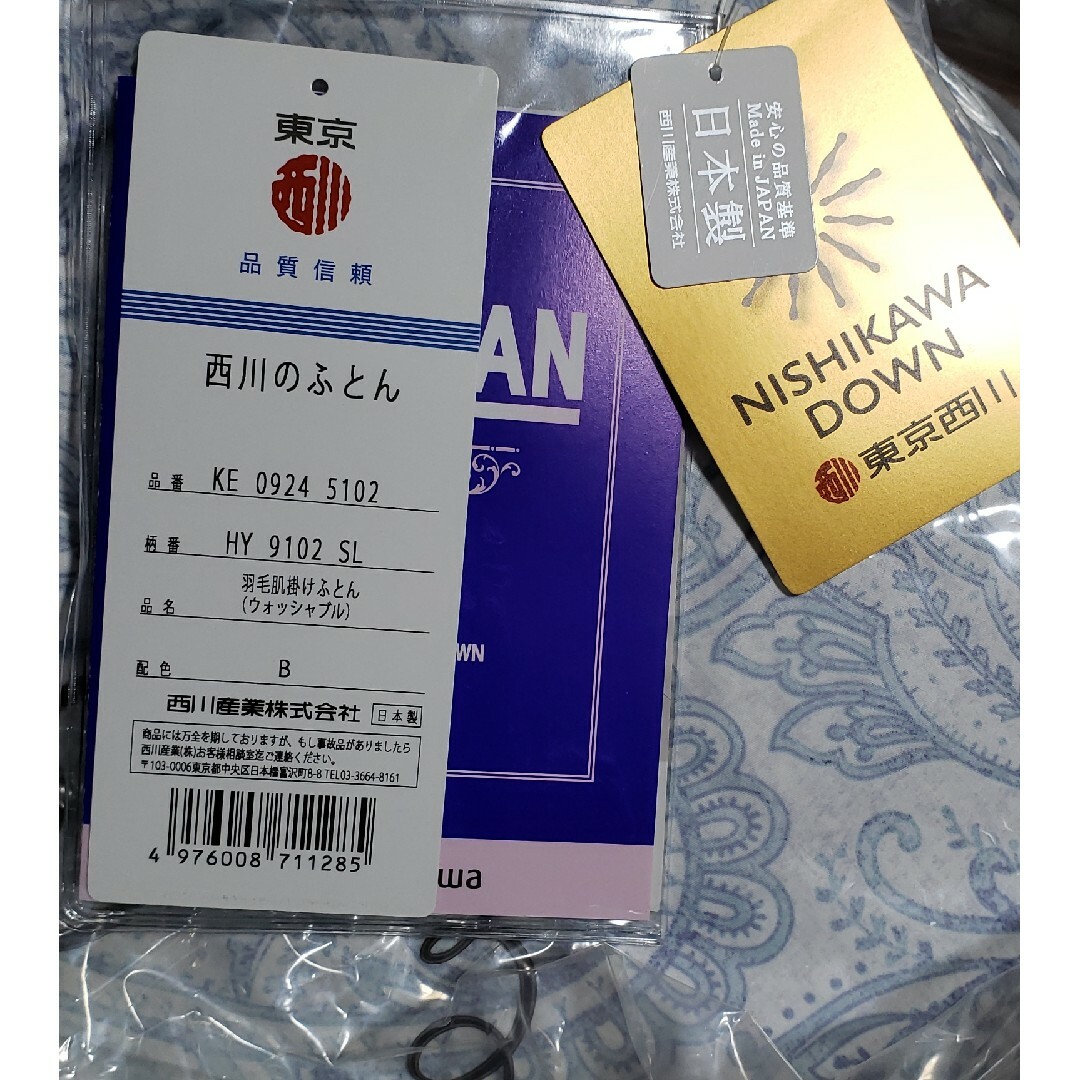 東京
西川
品質信頼
西川のふとん
品番 KE 0924 5102
柄番 HY 9102 SL
品名 羽毛肌掛けふとん
(ウォッシャブル)
配色 B
西川産業株式会社 日本製
商品には万全を期しておりますが、もし事故品がありましたら
西川産業(株)お客様相談室迄ご連絡ください。
〒103-0006東京都中央区日本橋富沢町8-8 TEL03-3664-8161
4 976008 711285
AN
WN
wa
安心の品質基準
Made in JAPAN
日本製
西川産業株式会社
NISHIKAWA
DOWN
西川 東京西川